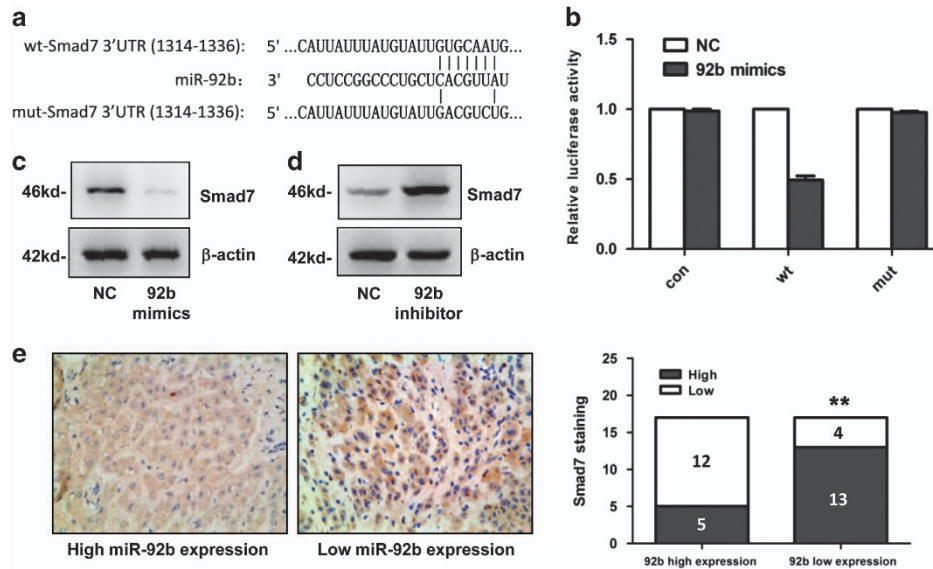 a
wt-Smad7 3'UTR (1314-1336): 5' ...CAUUAUUUAUGUAUUGUGCAAUG...
miR-92b: 3' CCUCCGGCCCUGCUCACGUUAU
mut-Smad7 3'UTR (1314-1336): 5' ...CAUUAUUUAUGUAUUGACGUCUG...
b
1.5
1.0
0.5
0.0
Relative luciferase activity
NC
92b mimics
con wt mut
c
46kd- Smad7
42kd- β-actin
NC 92b mimics
d
46kd- Smad7
42kd- β-actin
NC 92b inhibitor
e
High miR-92b expression Low miR-92b expression
25
20
15
10
5
0
Smad7 staining
High
Low
**
12 4
5 13
92b high expression 92b low expression